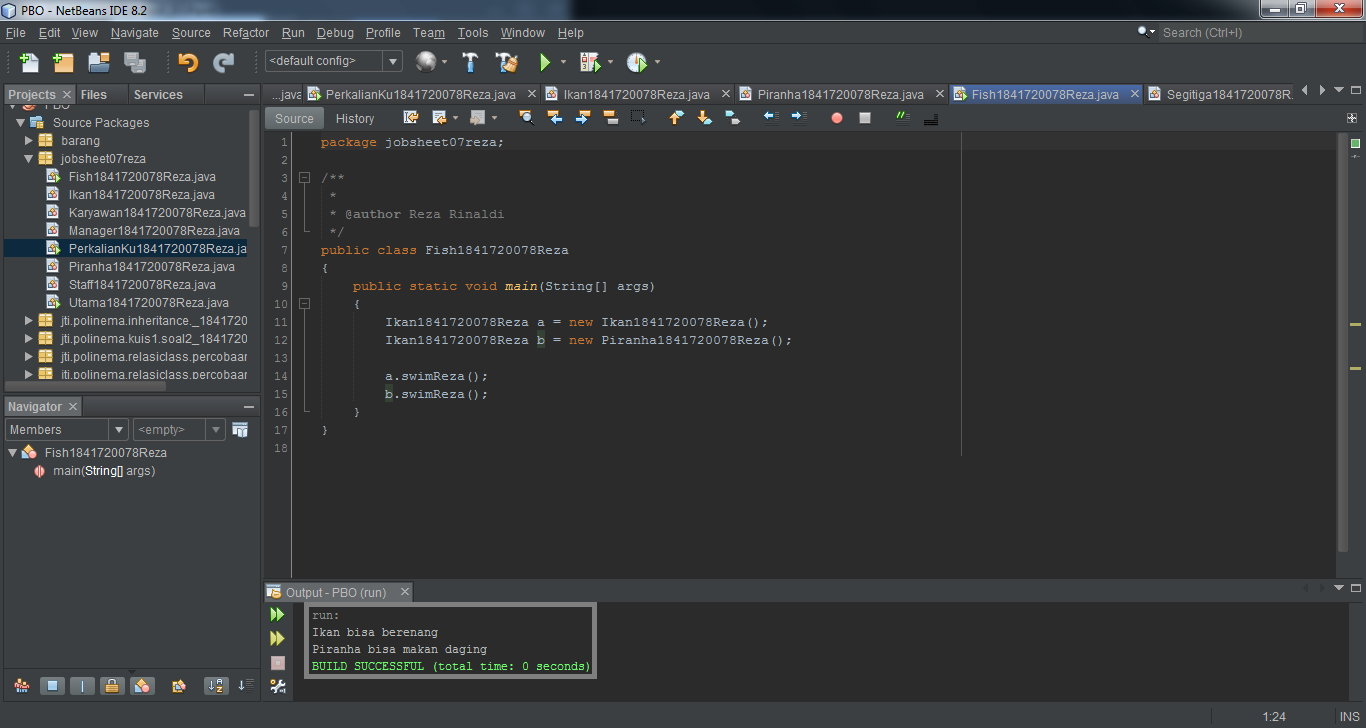 PBO - NetBeans IDE 8.2
File Edit View Navigate Source Refactor Run Debug Profile Team Tools Window Help
Search (Ctrl+I)
<default config>
Projects Files Services
...java PerkalianKu1841720078Reza.java Ikan1841720078Reza.java Piranha1841720078Reza.java Fish1841720078Reza.java Segitiga1841720078R.
PBO
Source Packages
barang
jobsheet07reza
Fish1841720078Reza.java
Ikan1841720078Reza.java
Karyawan1841720078Reza.java
Manager1841720078Reza.java
PerkalianKu1841720078Reza.ja
Piranha1841720078Reza.java
Staff1841720078Reza.java
Utama1841720078Reza.java
jti.polinema.inheritance._184172
jti.polinema.kuis1.soal2_184172
jti.polinema.relasiclass.percobaar
jti.polinema.relasiclass.percobaar
Source History
1 package jobsheet07reza;
2
3 /**
4 *
5 * @author Reza Rinaldi
6 */
7 public class Fish1841720078Reza
8 {
9 public static void main(String[] args)
10 {
11 Ikan1841720078Reza a = new Ikan1841720078Reza();
12 Ikan1841720078Reza b = new Piranha1841720078Reza();
13
14 a.swimReza();
15 b.swimReza();
16 }
17 }
18
Navigator
Members <empty>
Fish1841720078Reza
main(String[] args)
Output - PBO (run)
run:
Ikan bisa berenang
Piranha bisa makan daging
BUILD SUCCESSFUL (total time: 0 seconds)
1:24 INS